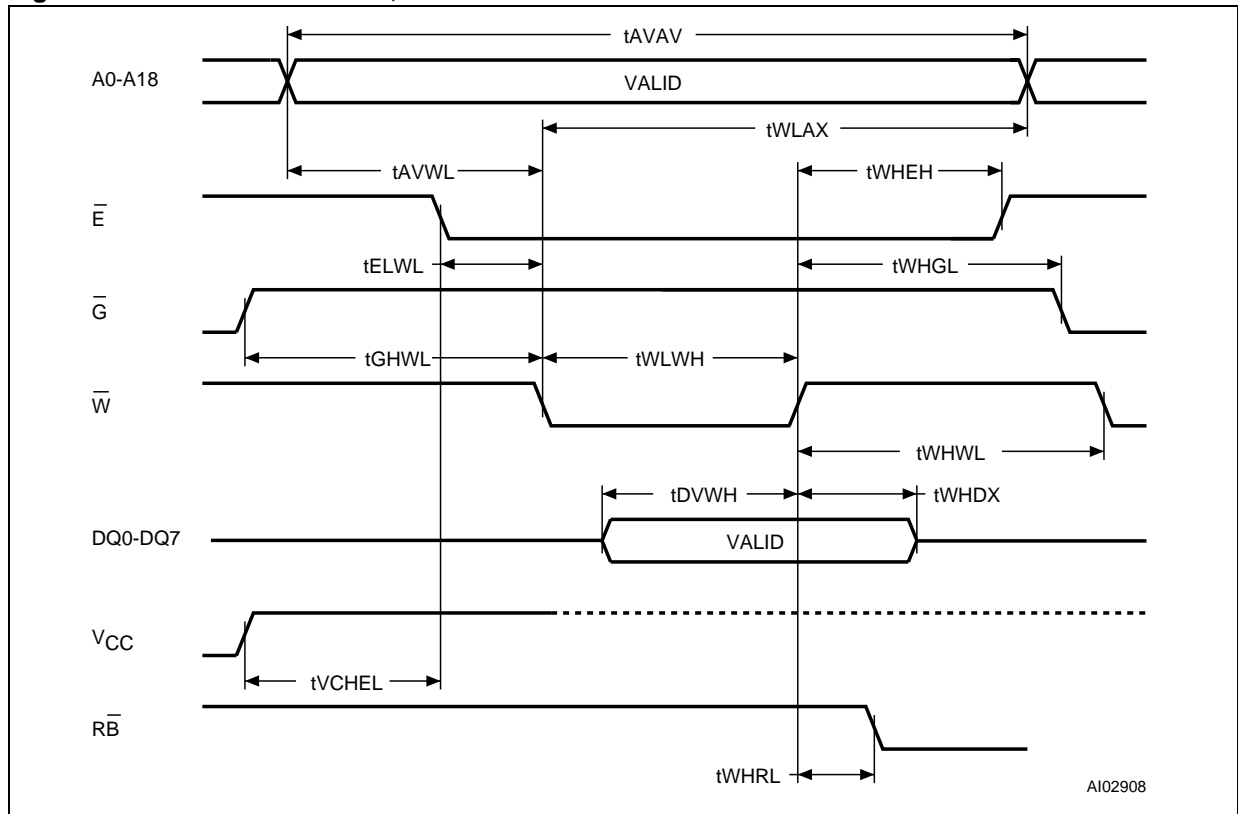 tAVAV
A0-A18
VALID
tWLAX
tAVWL
tWHEH
E̅
tELWL
tWHGL
G̅
tGHWL
tWLWH
W̅
tWHWL
tDVWH
tWHDX
DQ0-DQ7
VALID
VCC
tVCHEL
RB̅
tWHRL
AI02908